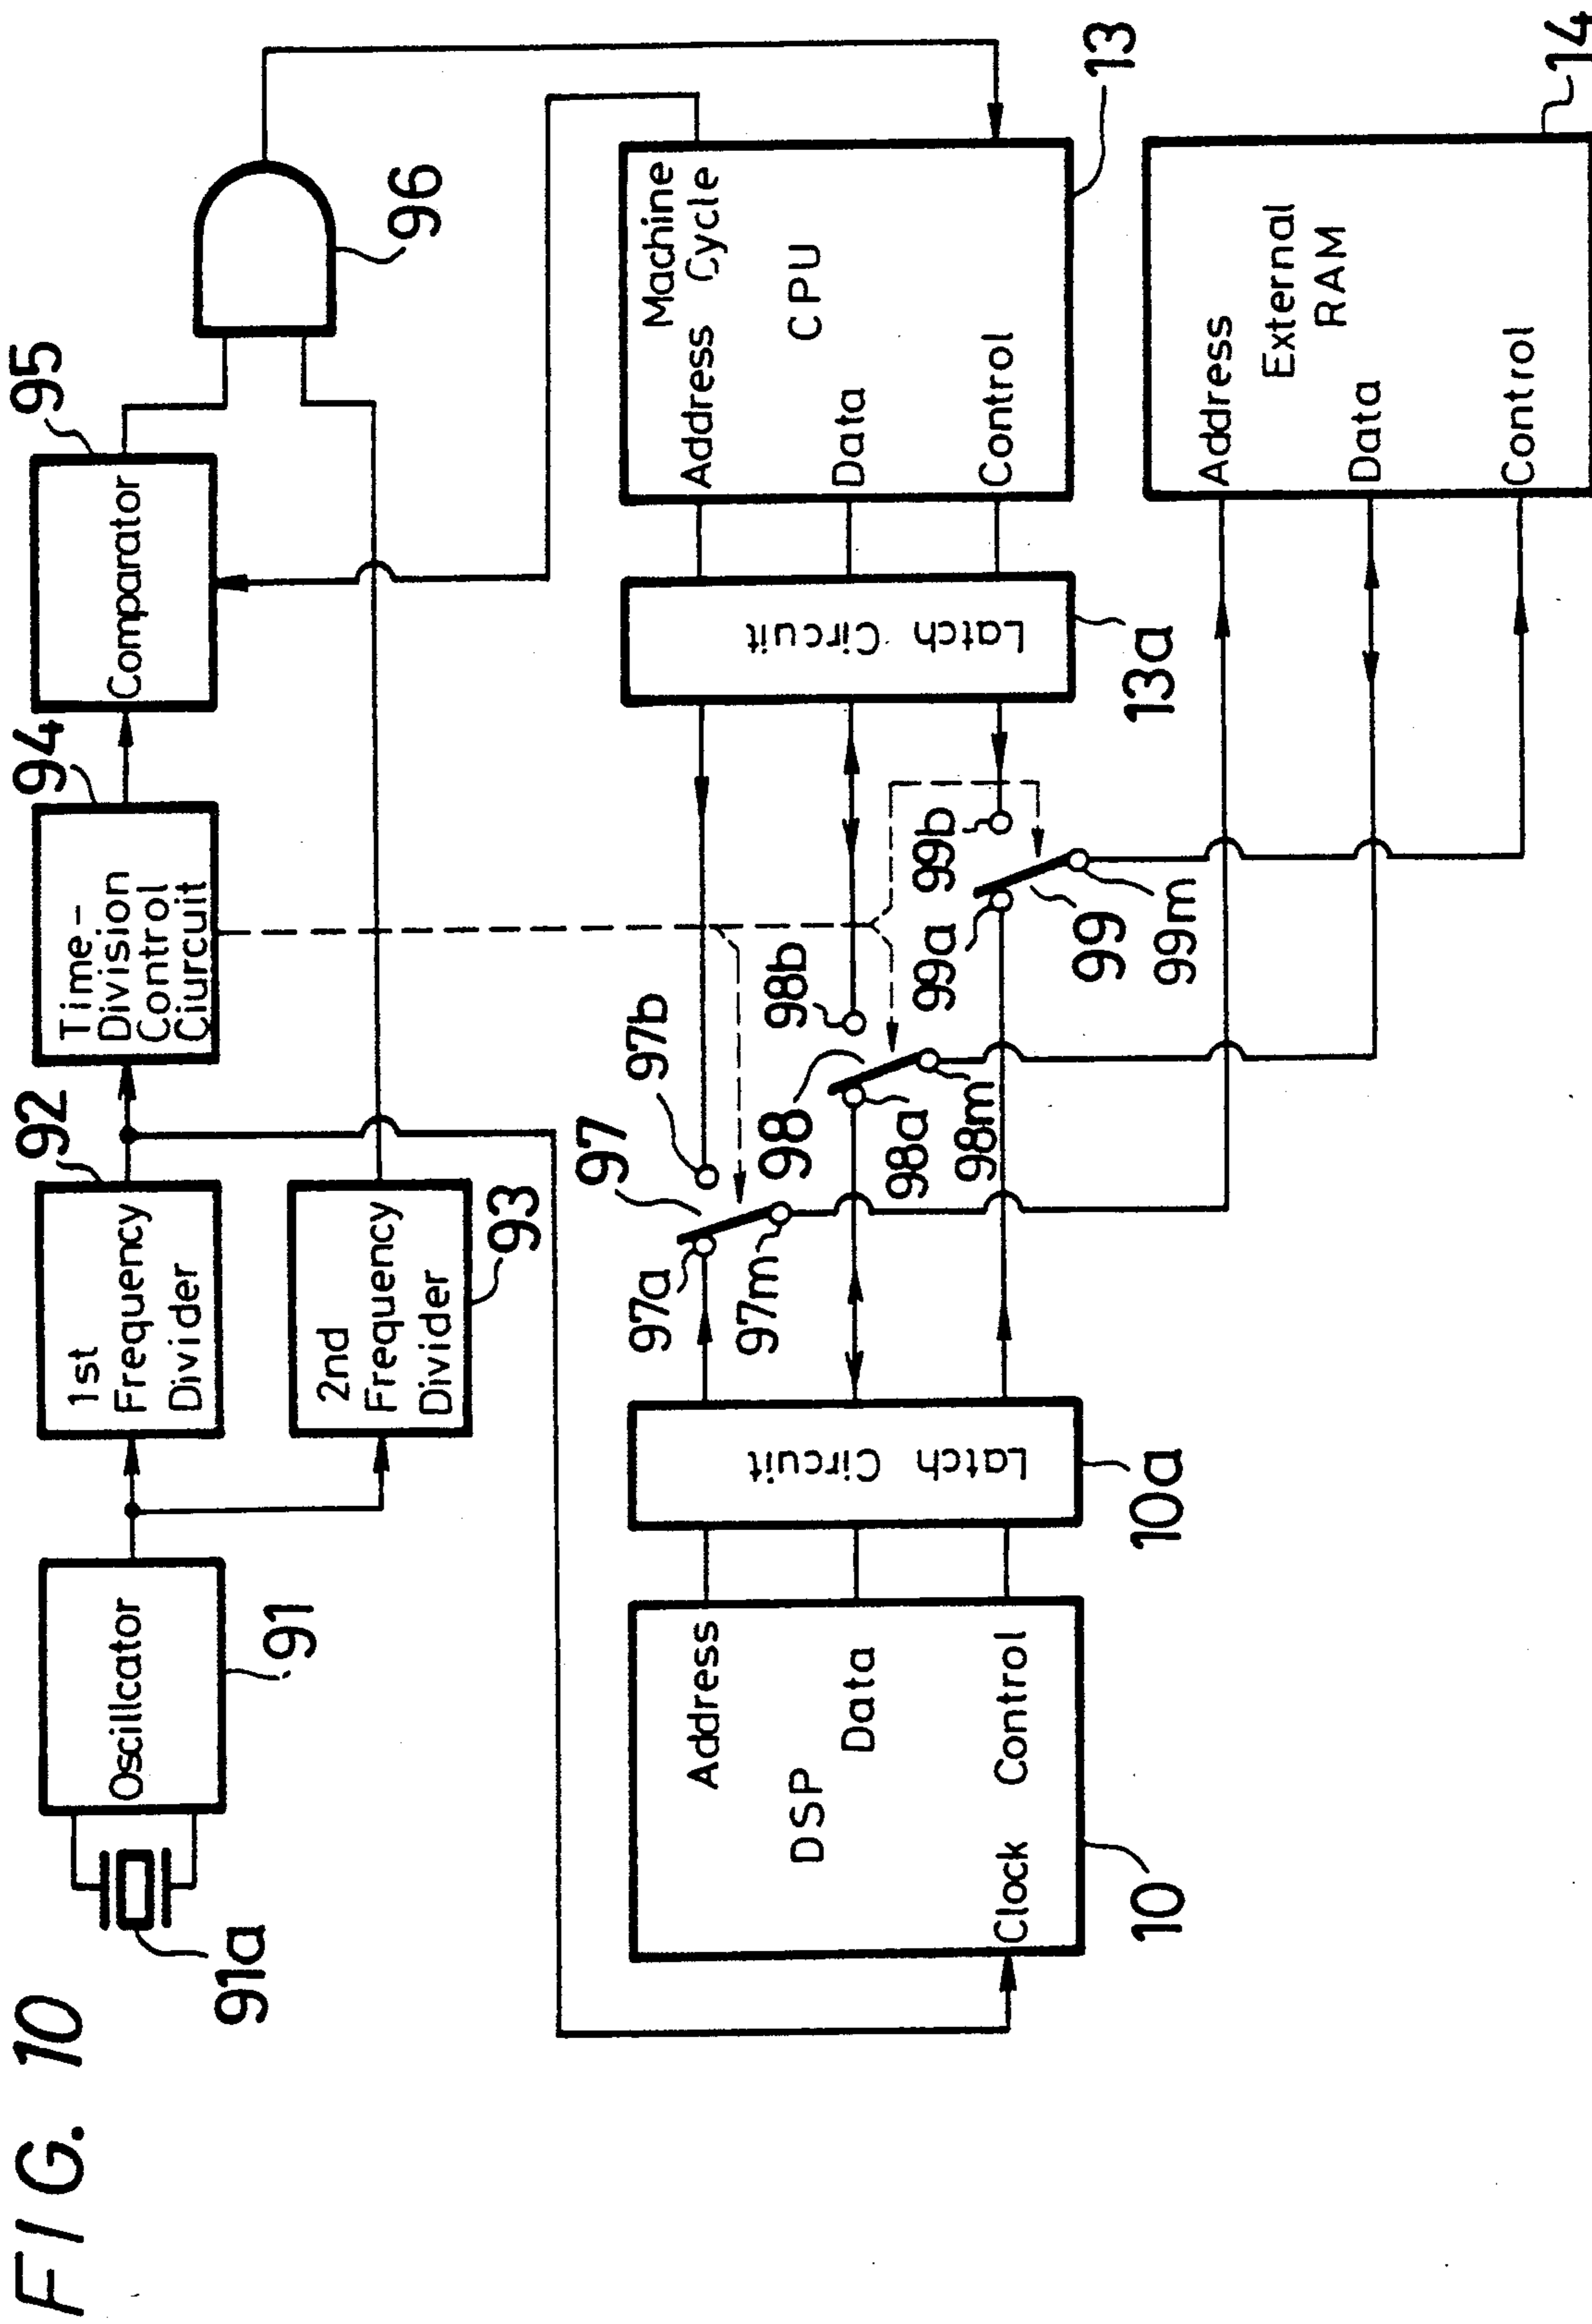 FIG. 10
91a
Oscillcator
91
1st
Frequency
Divider
92
2nd
Frequency
Divider
93
Time-
Division
Control
Ciurcuit
94
Comparator
95
96
DSP
Address
Data
Control
Clock
10
Latch Circuit
10a
97
97a
97b
97m
98
98a
98b
98m
99
99a
99b
99m
Latch Circuit
13a
Machine
Cycle
Address
CPU
Data
Control
13
Address
External
RAM
Data
Control
14